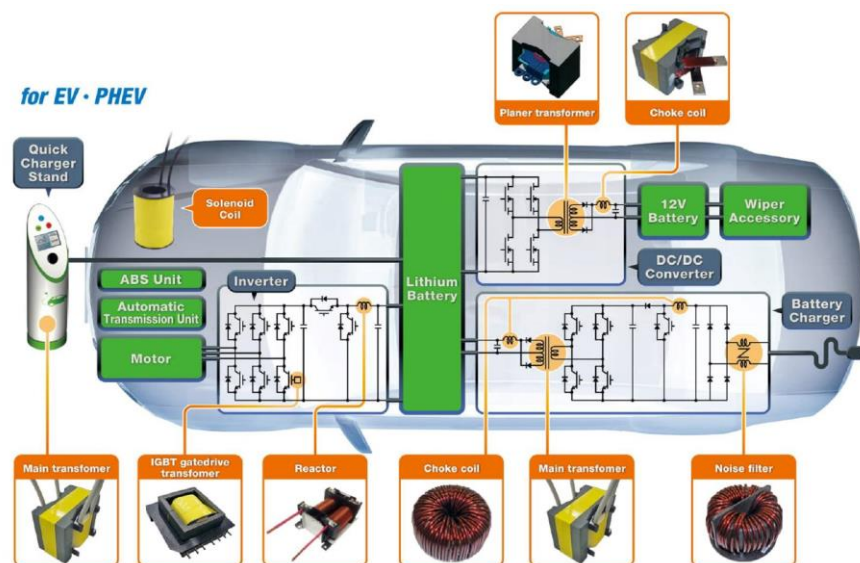 for EV・PHEV
Planer transformer
Choke coil
Quick
Charger
Stand
Solenoid
Coil
12V
Battery
Wiper
Accessory
DC/DC
Converter
Lithium
Battery
ABS Unit
Automatic
Transmission Unit
Motor
Inverter
Battery
Charger
Main transfomer
IGBT gatedrive
transfomer
Reactor
Choke coil
Main transfomer
Noise filter